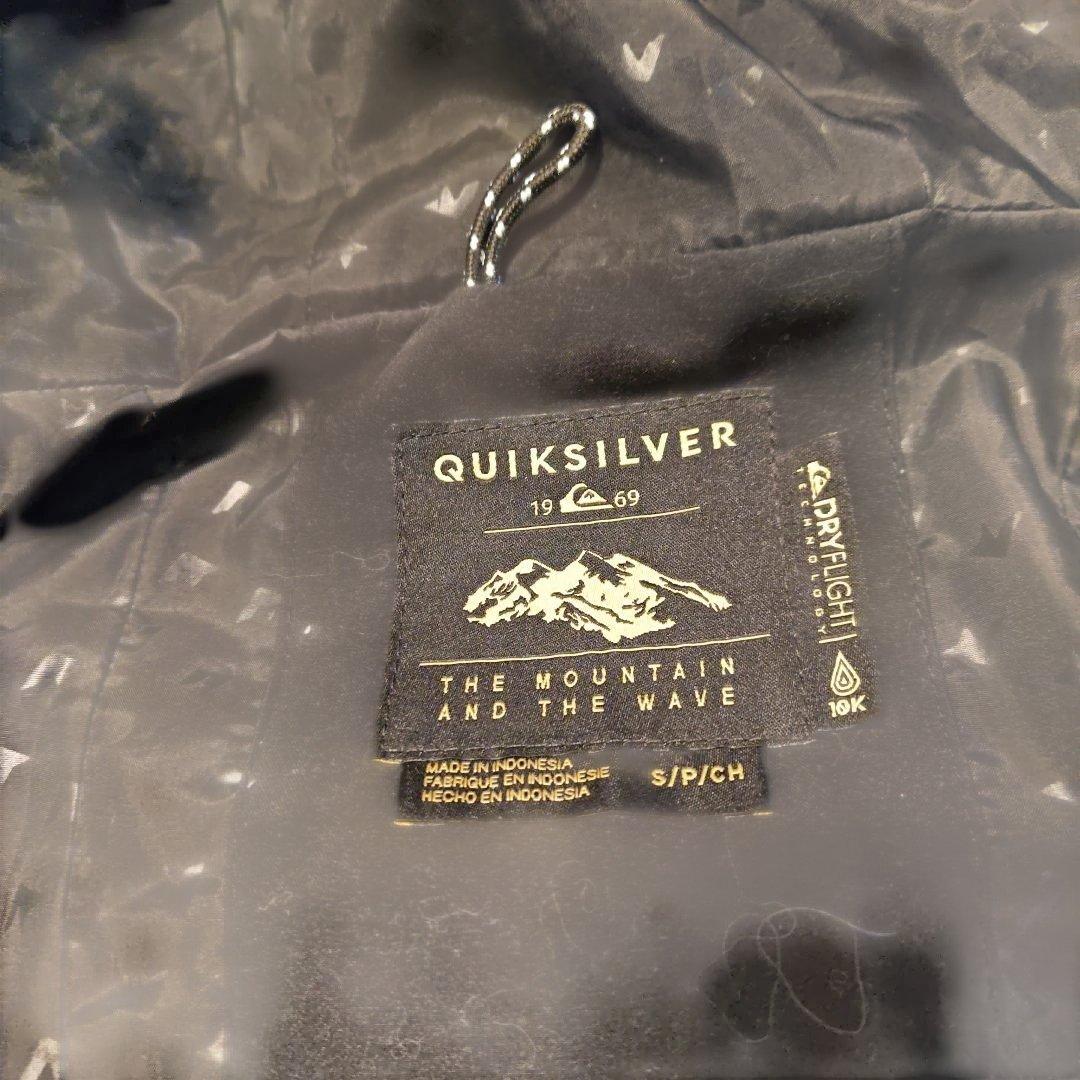 QUIKSILVER
19 69
THE MOUNTAIN
AND THE WAVE
MADE IN INDONESIA
FABRIQUE EN INDONESIE
HECHO EN INDONESIA
S/P/CH
DRYFLIGHT
TECHNOLOGY
10K